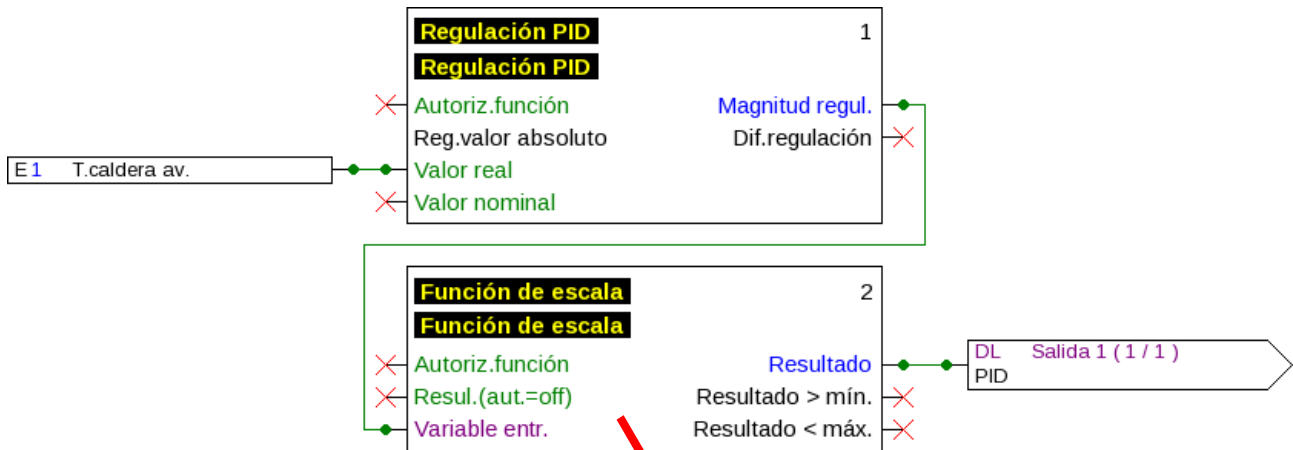 Regulación PID 1
Regulación PID
Autoriz.función Magnitud regul.
Reg.valor absoluto Dif.regulación
E1 T.caldera av. Valor real
Valor nominal
Función de escala 2
Función de escala
DL Salida 1 ( 1 / 1 )
Autoriz.función Resultado
PID
Resul.(aut.=off) Resultado > mín.
Variable entr. Resultado < máx.